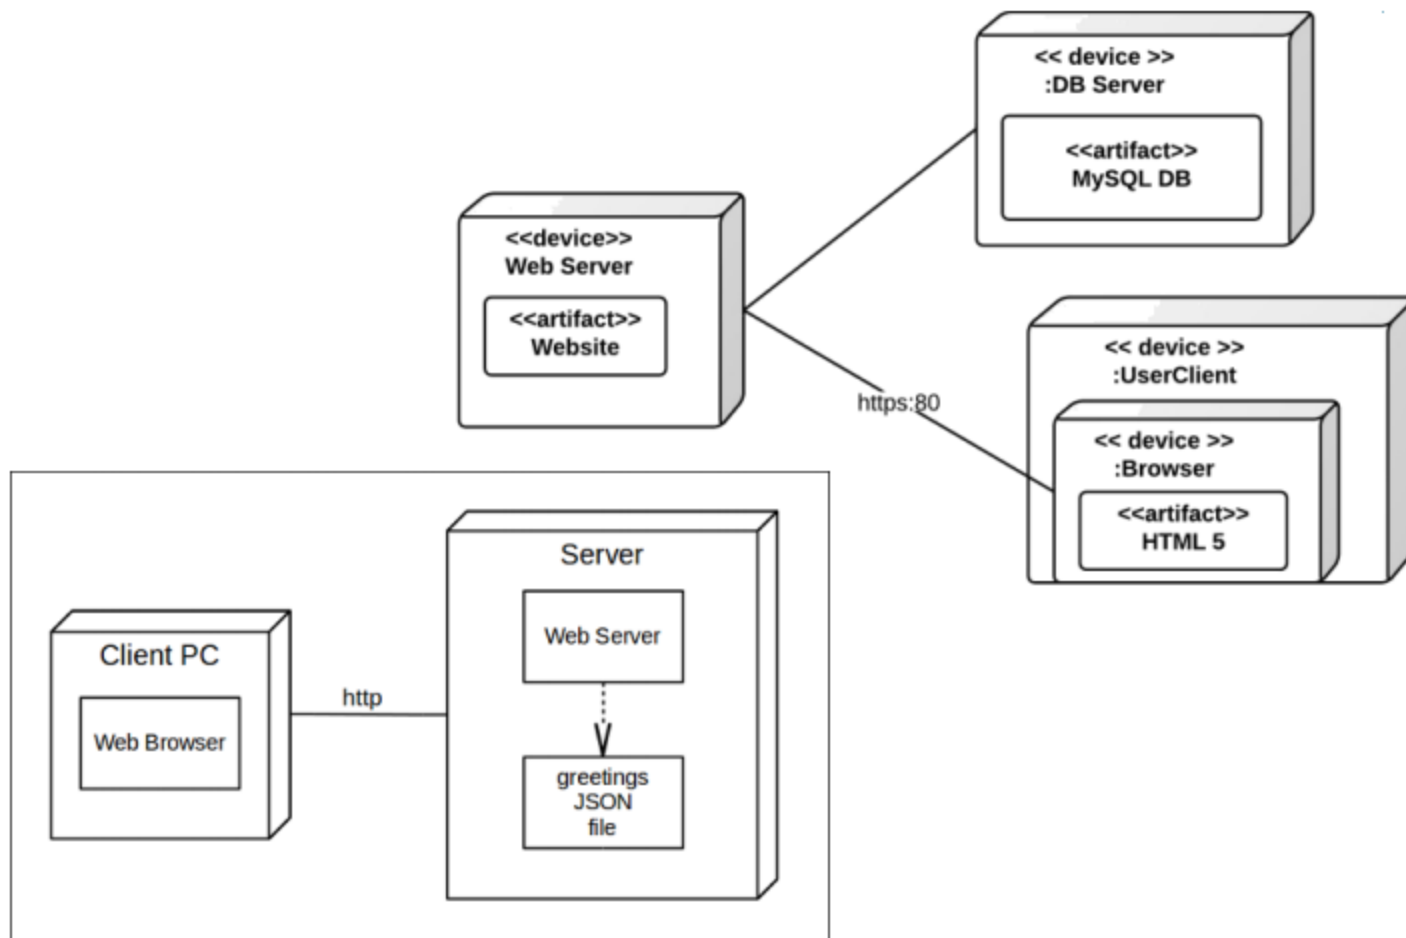 << device >>
:DB Server
<<artifact>>
MySQL DB
<<device>>
Web Server
<<artifact>>
Website
<< device >>
:UserClient
https:80
<< device >>
:Browser
<<artifact>>
HTML 5
Server
Web Server
Client PC
http
Web Browser
greetings
JSON
file